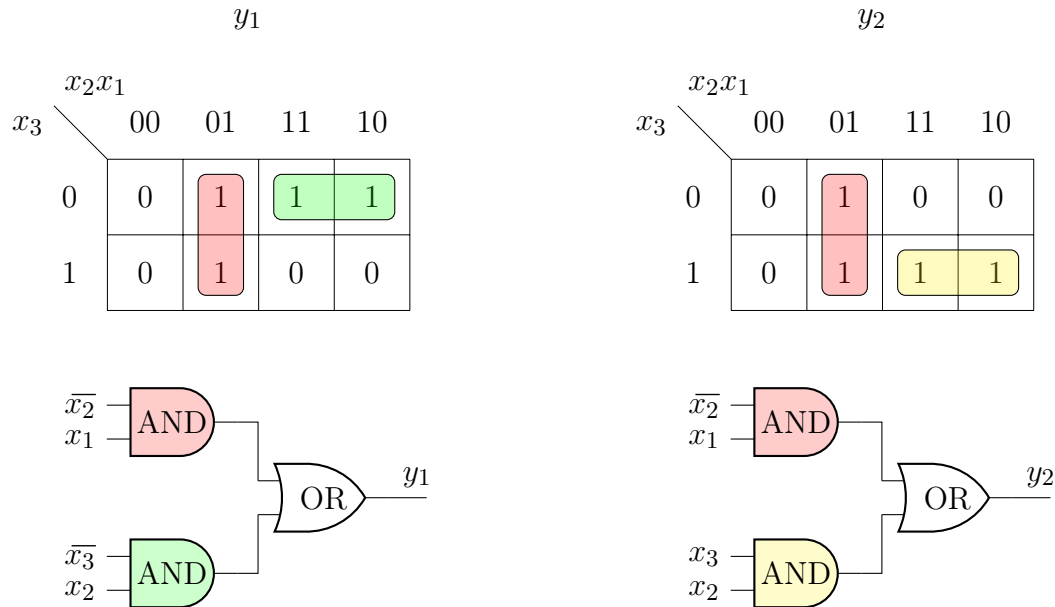 y₁ y₂
x₂x₁ x₂x₁
x₃ 00 01 11 10 x₃ 00 01 11 10
0 0 1 1 1 0 0 1 0 0
1 0 1 0 0 1 0 1 1 1
x̅₂ AND x̅₂ AND
x₁ x₁
OR y₁ OR y₂
x̅₃ AND x₃ AND
x₂ x₂